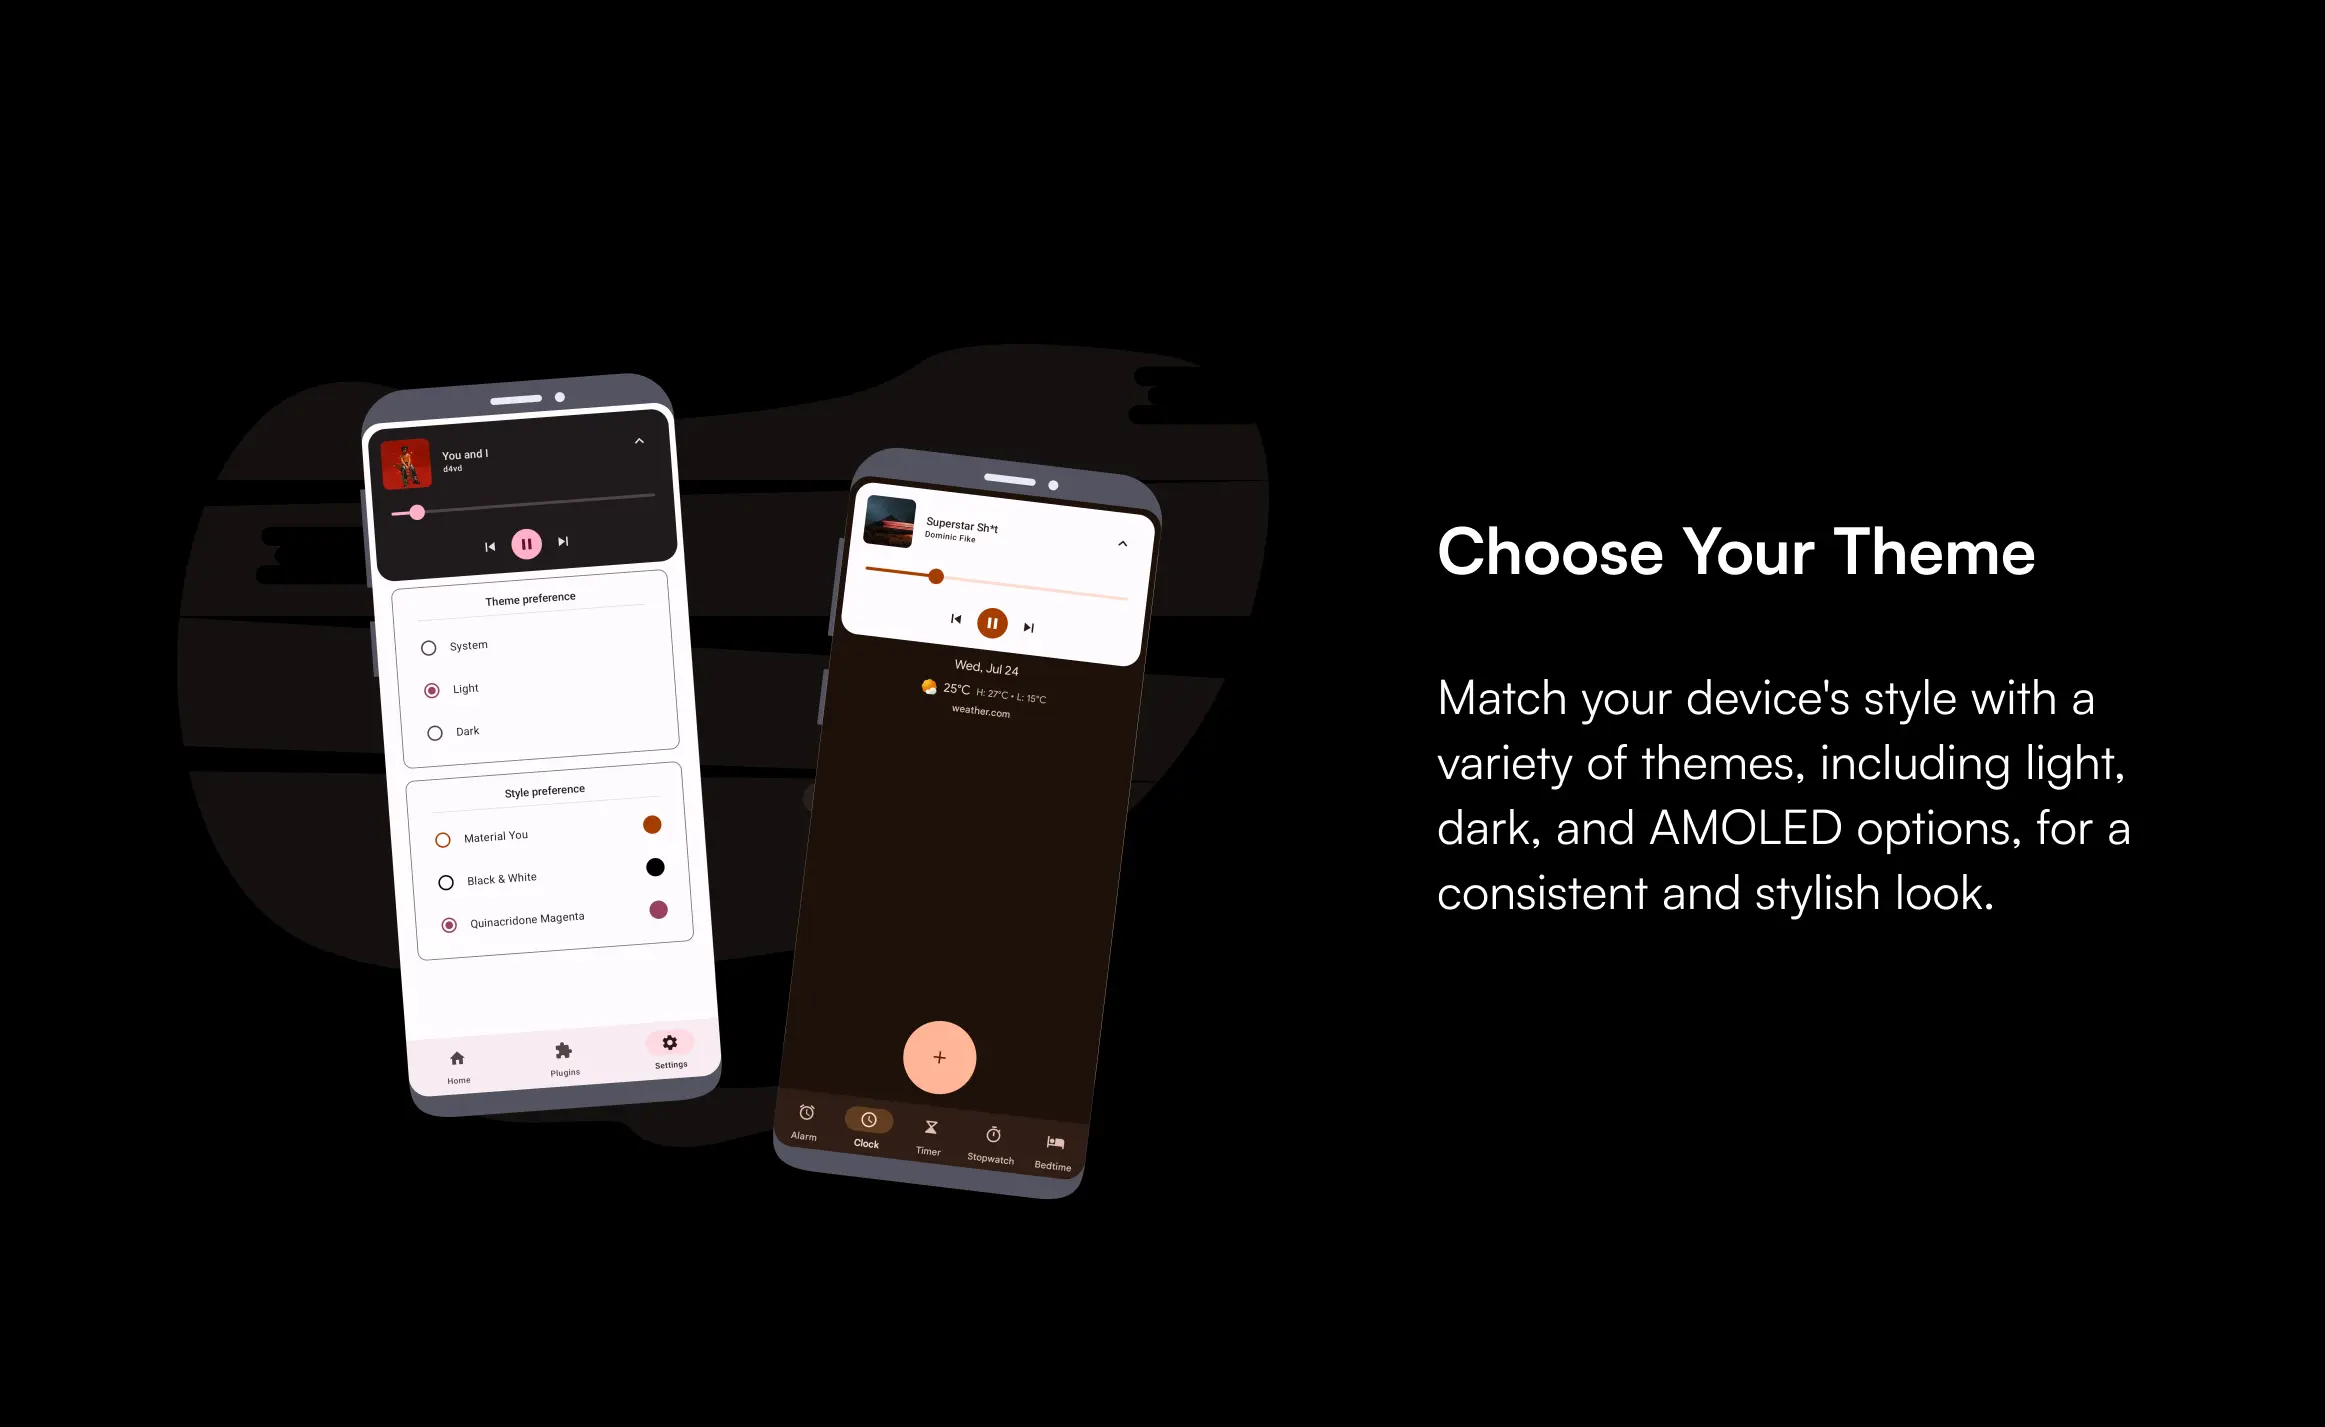 You and I
d4vd
Theme preference
System
Light
Dark
Style preference
Material You
Black & White
Quinacridone Magenta
Home
Plugins
Settings
Superstar Sh*t
Dominic Fike
Wed, Jul 24
25°C H: 27°C • L: 15°C
weather.com
+
Alarm
Clock
Timer
Stopwatch
Bedtime
Choose Your Theme
Match your device's style with a
variety of themes, including light,
dark, and AMOLED options, for a
consistent and stylish look.